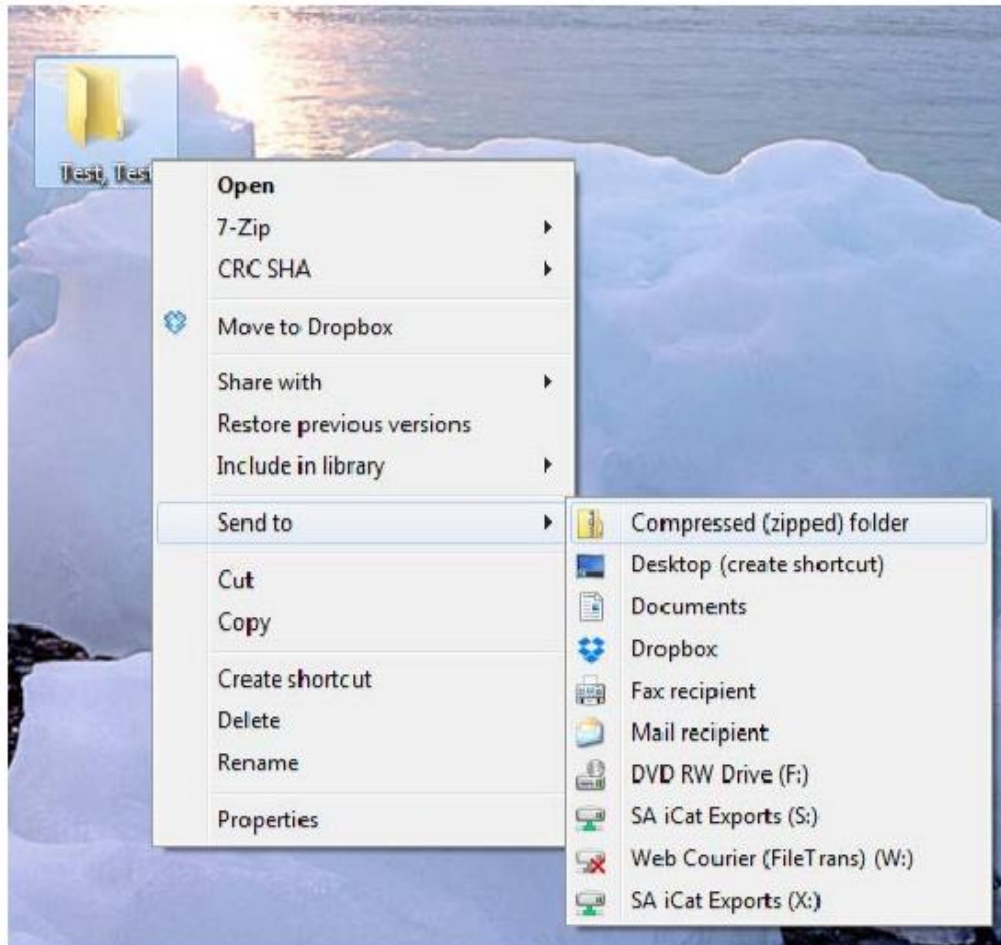 Test, Test
Open
7-Zip
CRC SHA
Move to Dropbox
Share with
Restore previous versions
Include in library
Send to
Cut
Copy
Create shortcut
Delete
Rename
Properties
Compressed (zipped) folder
Desktop (create shortcut)
Documents
Dropbox
Fax recipient
Mail recipient
DVD RW Drive (F:)
SA iCat Exports (S:)
Web Courier (FileTrans) (W:)
SA iCat Exports (X:)